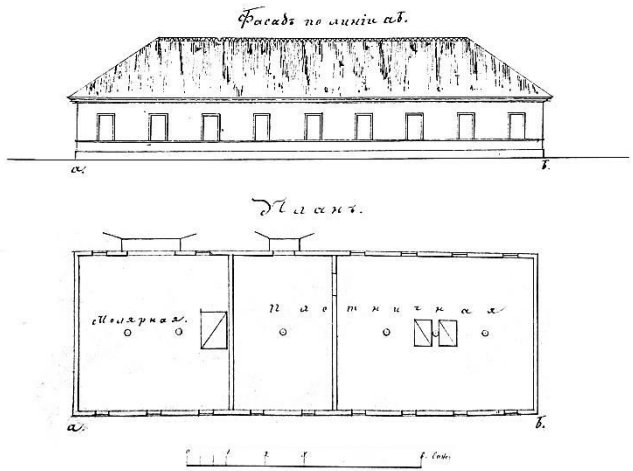 Фасадъ по линіи аб.
а.
б.
Планъ.
Плотничная
Молярная.
а.
б.